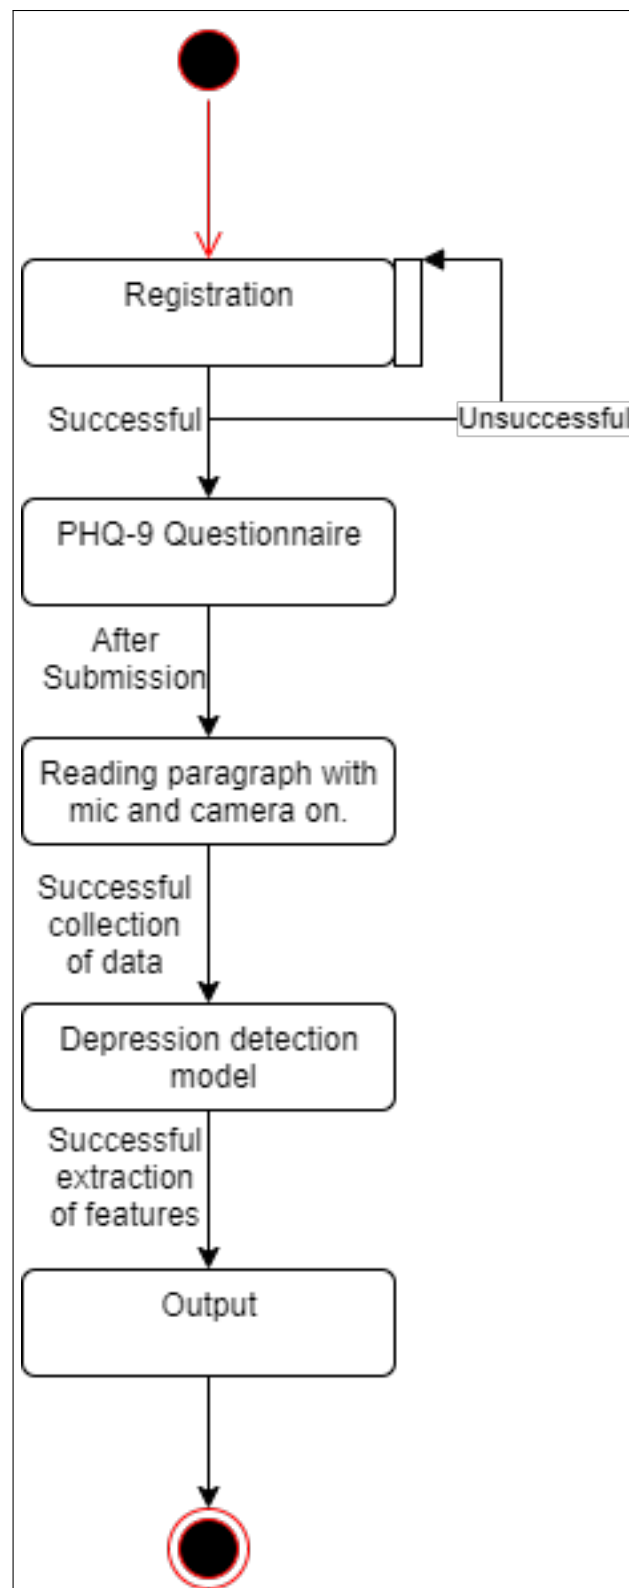 Registration
Successful
Unsuccessful
PHQ-9 Questionnaire
After
Submission
Reading paragraph with
mic and camera on.
Successful
collection
of data
Depression detection
model
Successful
extraction
of features
Output